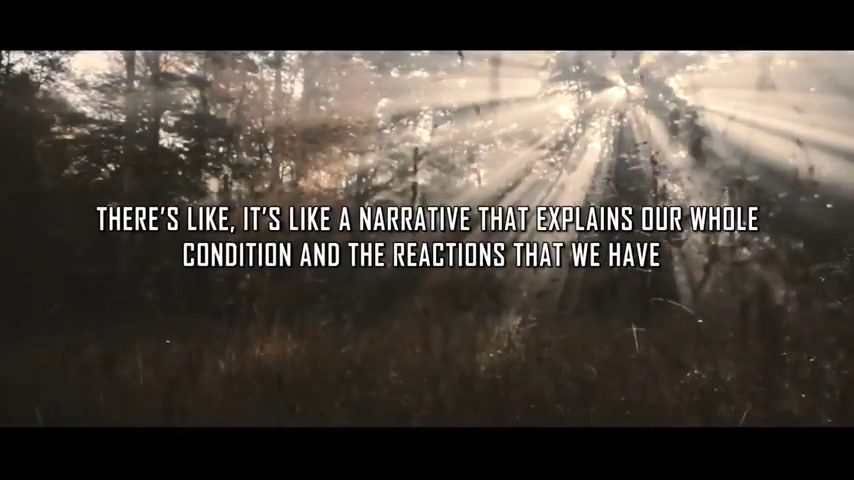 THERE'S LIKE, IT'S LIKE A NARRATIVE THAT EXPLAINS OUR WHOLE
CONDITION AND THE REACTIONS THAT WE HAVE